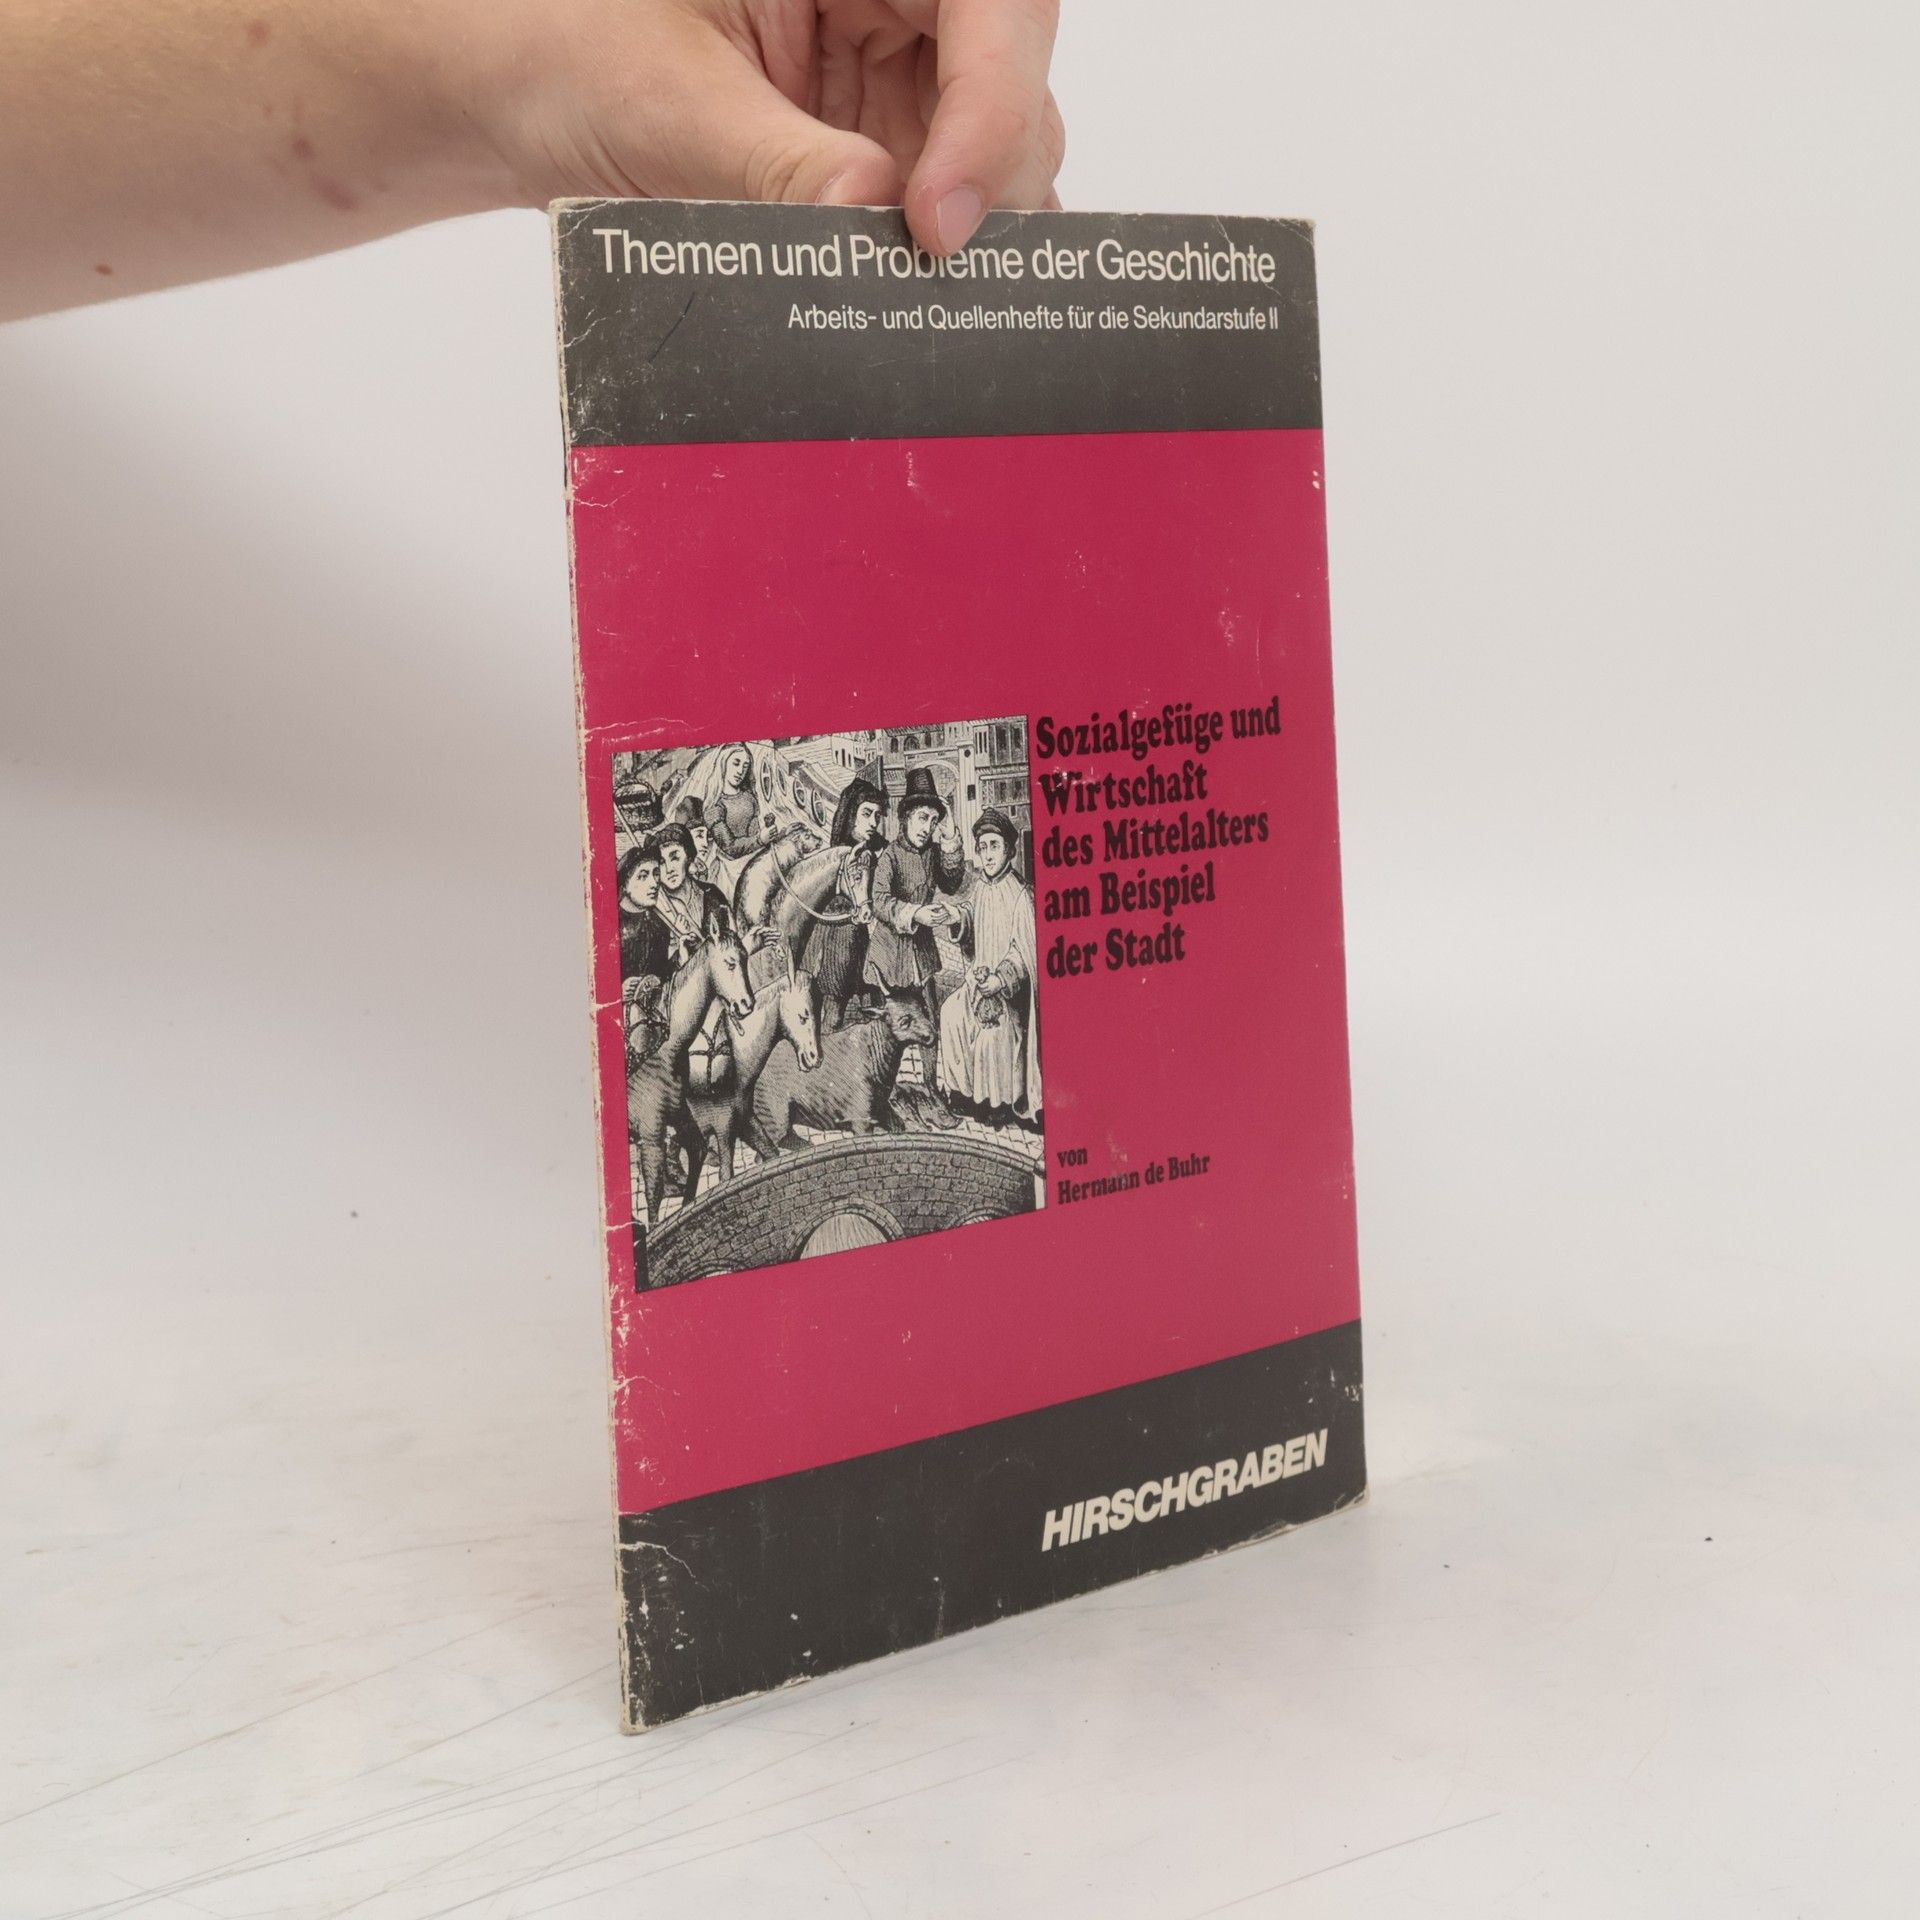 Themen und Probleme der Geschichte
Arbeits- und Quellenhefte für die Sekundarstufe II
Sozialgefüge und
Wirtschaft
des Mittelalters
am Beispiel
der Stadt
von
Hermann de Buhr
HIRSCHGRABEN